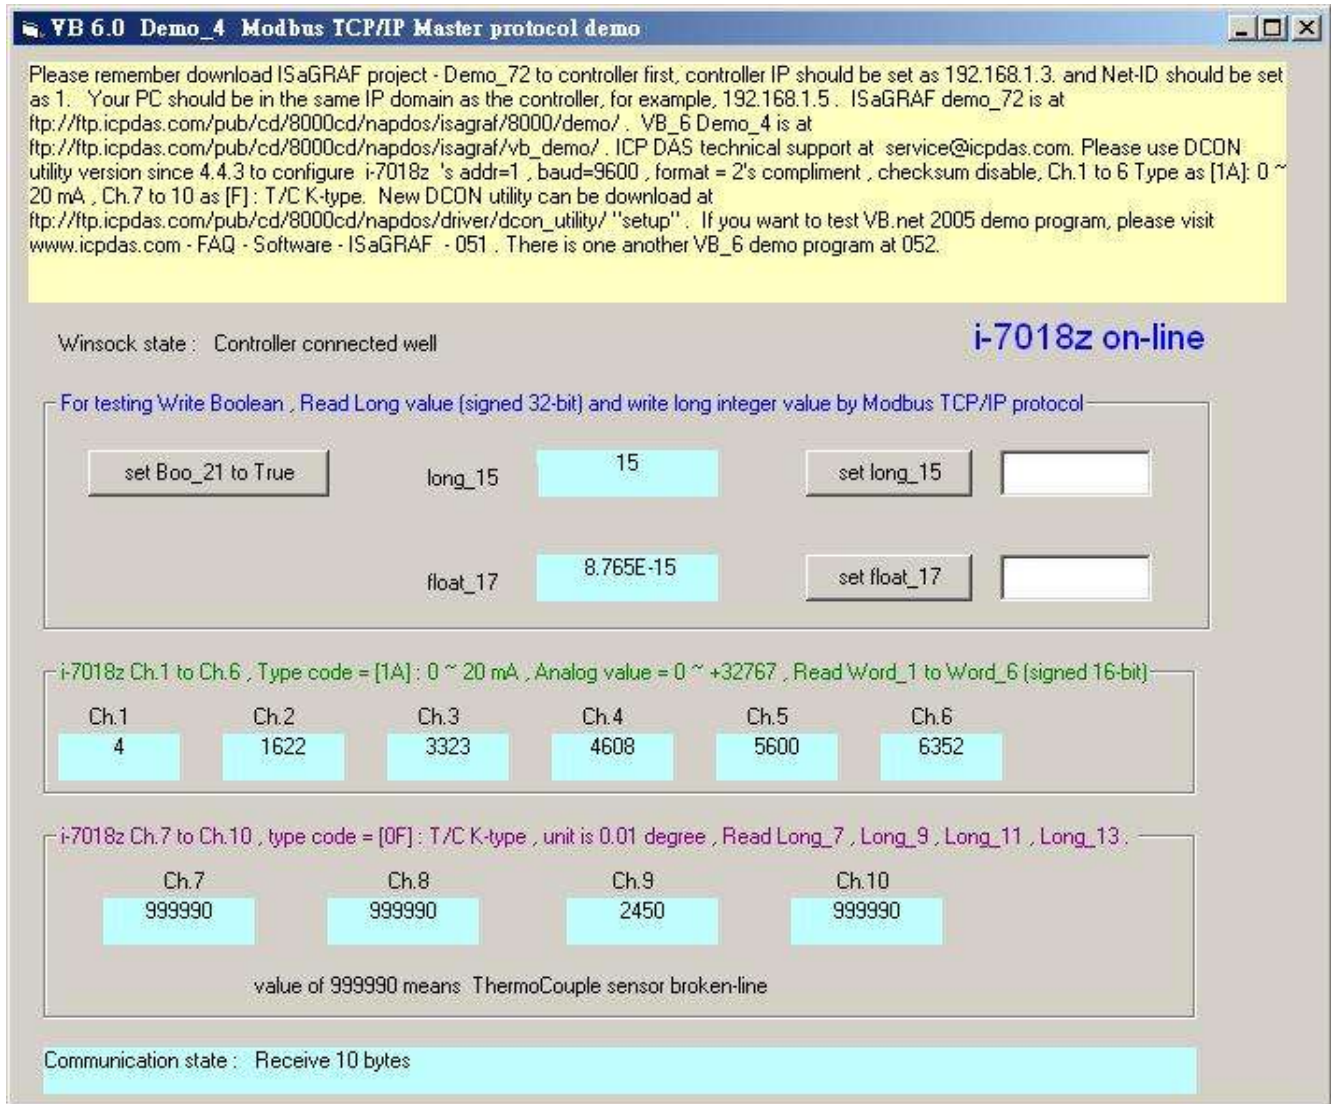 VB 6.0 Demo_4 Modbus TCP/IP Master protocol demo
Please remember download ISaGRAF project - Demo_72 to controller first, controller IP should be set as 192.168.1.3. and Net-ID should be set
as 1. Your PC should be in the same IP domain as the controller, for example, 192.168.1.5 . ISaGRAF demo_72 is at
ftp://ftp.icpdas.com/pub/cd/8000cd/napdos/isagraf/8000/demo/ . VB_6 Demo_4 is at
ftp://ftp.icpdas.com/pub/cd/8000cd/napdos/isagraf/vb_demo/ . ICP DAS technical support at service@icpdas.com. Please use DCON
utility version since 4.4.3 to configure i-7018z 's addr=1 , baud=9600 , format = 2's compliment , checksum disable, Ch.1 to 6 Type as [1A]: 0 ~
20 mA , Ch.7 to 10 as [F] : T/C K-type. New DCON utility can be download at
ftp://ftp.icpdas.com/pub/cd/8000cd/napdos/driver/dcon_utility/ "setup" . If you want to test VB.net 2005 demo program, please visit
www.icpdas.com - FAQ - Software - ISaGRAF - 051 . There is one another VB_6 demo program at 052.
Winsock state : Controller connected well
i-7018z on-line
For testing Write Boolean , Read Long value (signed 32-bit) and write long integer value by Modbus TCP/IP protocol
set Boo_21 to True long_15 15 set long_15
float_17 8.765E-15 set float_17
i-7018z Ch.1 to Ch.6 , Type code = [1A] : 0 ~ 20 mA , Analog value = 0 ~ +32767 , Read Word_1 to Word_6 (signed 16-bit)
Ch.1 Ch.2 Ch.3 Ch.4 Ch.5 Ch.6
4 1622 3323 4608 5600 6352
i-7018z Ch.7 to Ch.10 , type code = [0F] : T/C K-type , unit is 0.01 degree , Read Long_7 , Long_9 , Long_11 , Long_13 .
Ch.7 Ch.8 Ch.9 Ch.10
999990 999990 2450 999990
value of 999990 means ThermoCouple sensor broken-line
Communication state : Receive 10 bytes